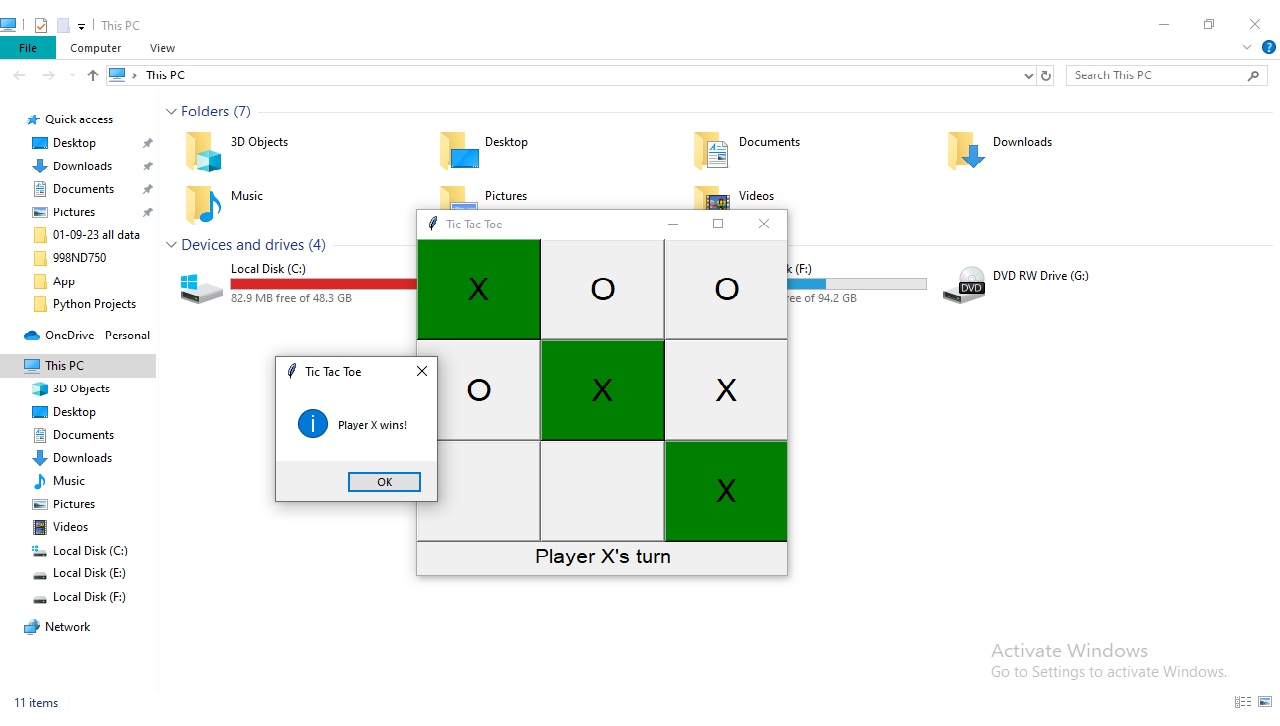 This PC
File Computer View
This PC
Search This PC
Quick access
Desktop
Downloads
Documents
Pictures
01-09-23 all data
998ND750
App
Python Projects
OneDrive Personal
This PC
3D Objects
Desktop
Documents
Downloads
Music
Pictures
Videos
Local Disk (C:)
Local Disk (E:)
Local Disk (F:)
Network
Folders (7)
3D Objects
Desktop
Documents
Downloads
Music
Pictures
Videos
Devices and drives (4)
Local Disk (C:)
82.9 MB free of 48.3 GB
k (F:)
ree of 94.2 GB
DVD RW Drive (G:)
DVD
Tic Tac Toe
X O O
O X X
X
Player X's turn
Tic Tac Toe
Player X wins!
OK
Activate Windows
Go to Settings to activate Windows.
11 items